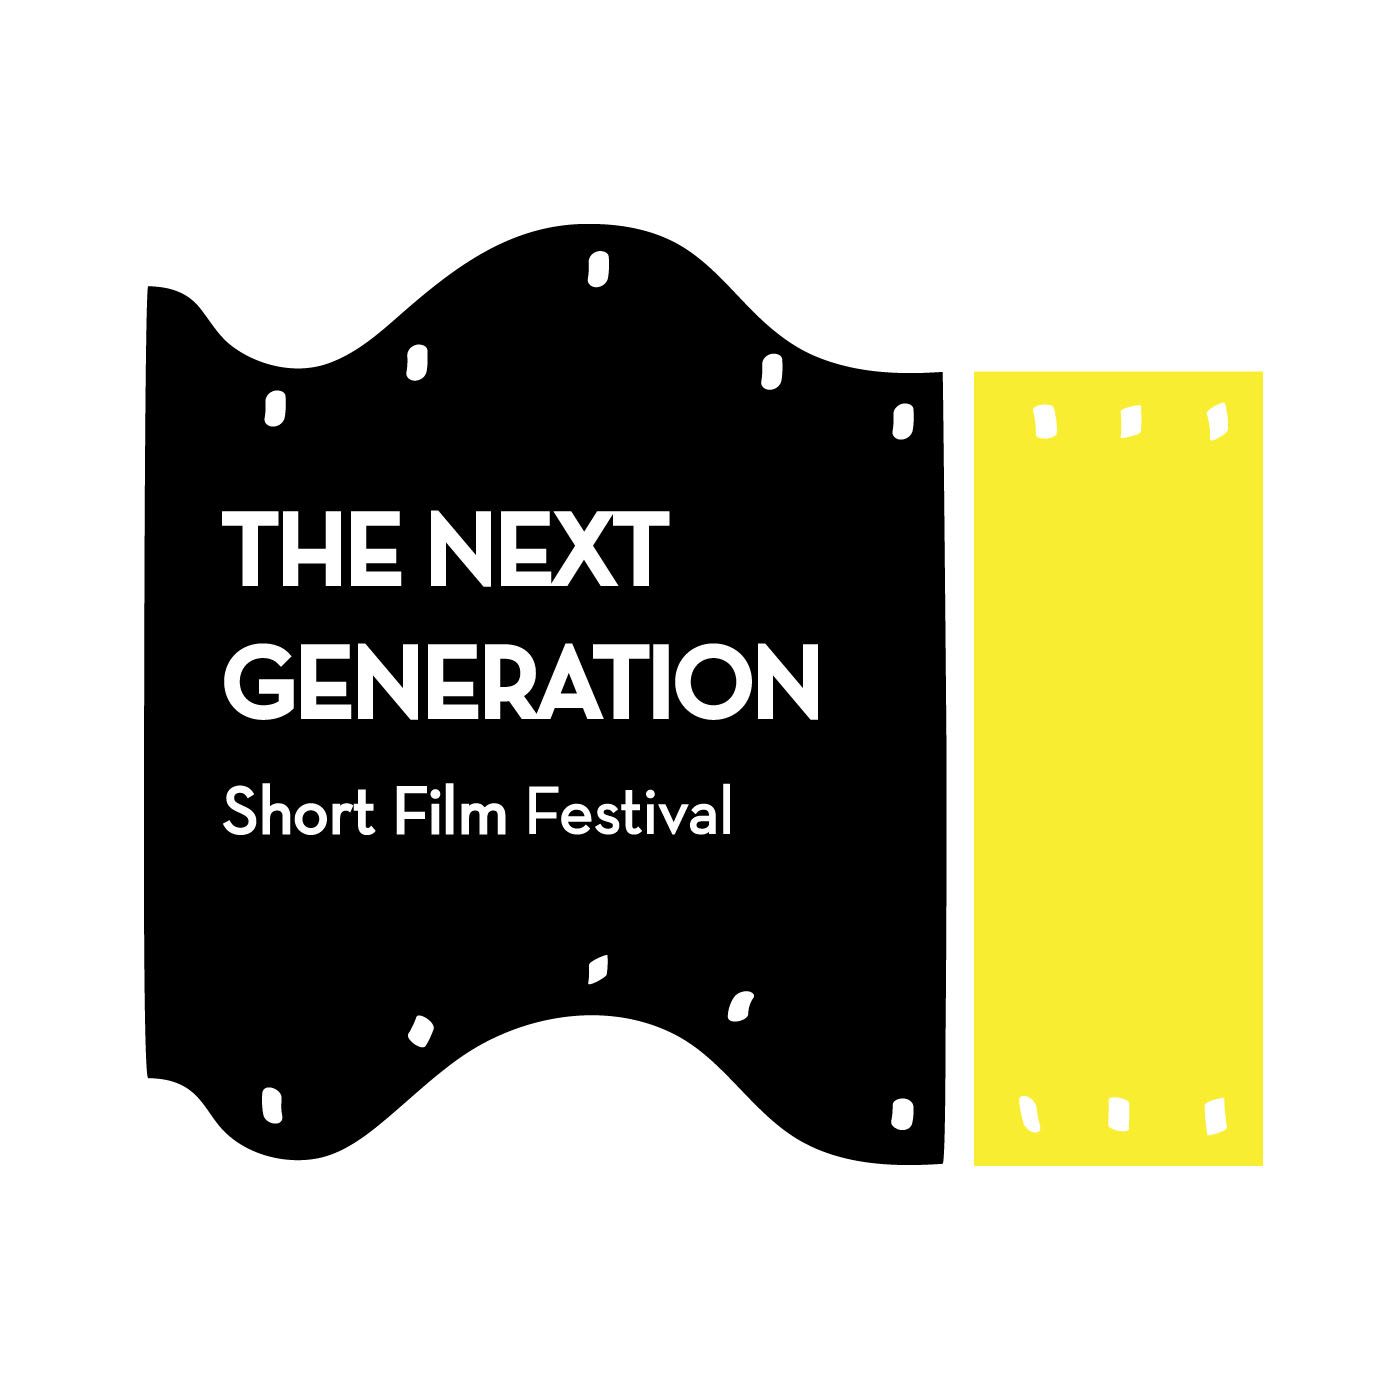 THE NEXT
GENERATION
Short Film Festival